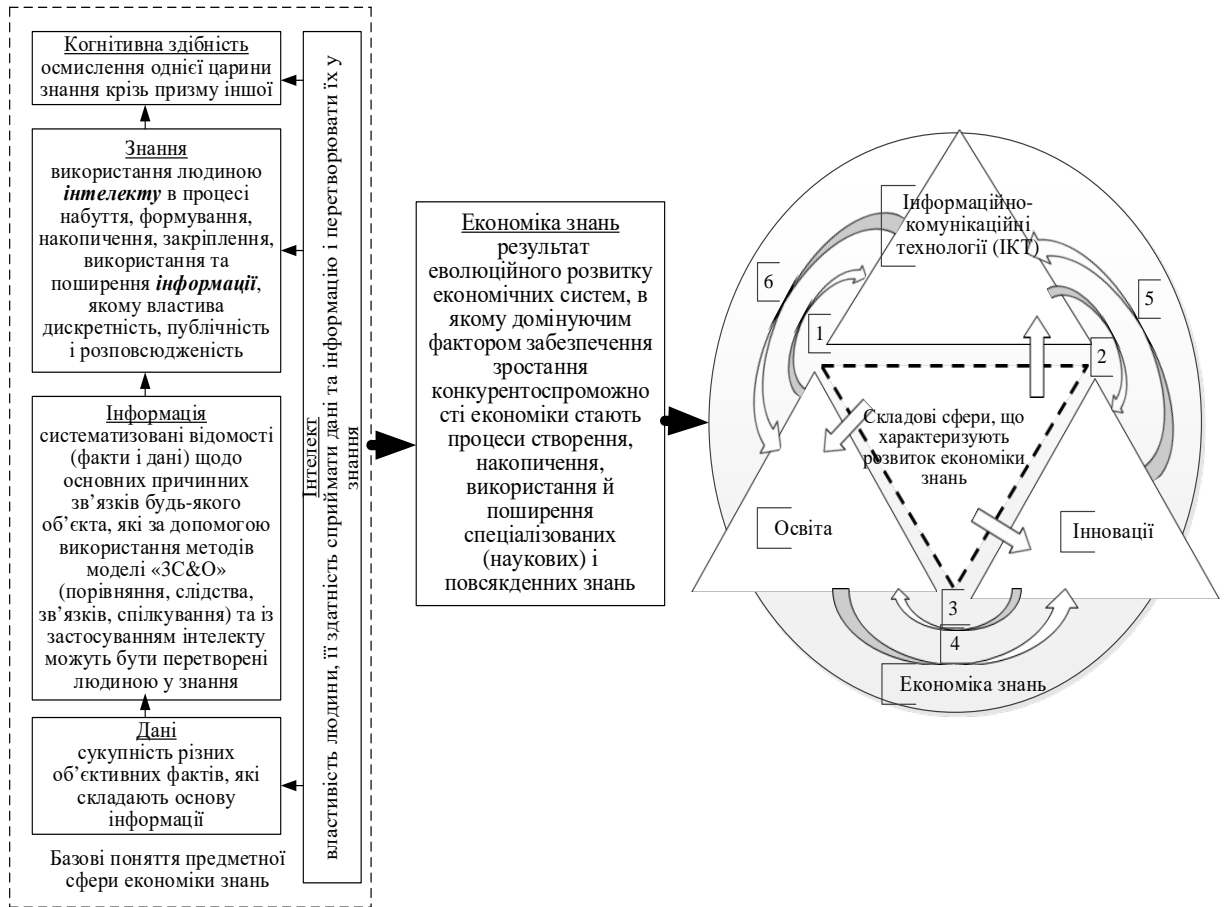 Когнітивна здібність
осмислення однієї царини
знання крізь призму іншої
Знання
використання людиною
інтелекту в процесі
набуття, формування,
накопичення, закріплення,
використання та
поширення інформації,
якому властива
дискретність, публічність
і розповсюдженість
Інформація
систематизовані відомості
(факти і дані) щодо
основних причинних
зв’язків будь-якого
об’єкта, які за допомогою
використання методів
моделі «3С&О»
(порівняння, слідства,
зв’язків, спілкування) та із
застосуванням інтелекту
можуть бути перетворені
людиною у знання
Дані
сукупність різних
об’єктивних фактів, які
складають основу
інформації
Базові поняття предметної
сфери економіки знань
Інтелект
властивість людини, її здатність сприймати дані та інформацію і перетворювати їх у
знання
Економіка знань
результат
еволюційного розвитку
економічних систем, в
якому домінуючим
фактором забезпечення
зростання
конкурентоспроможно
сті економіки стають
процеси створення,
накопичення,
використання й
поширення
спеціалізованих
(наукових) і
повсякденних знань
Інформаційно-
комунікаційні
технології (ІКТ)
6
5
1
2
Складові сфери, що
характеризують
розвиток економіки
знань
Освіта
Інновації
3
4
Економіка знань